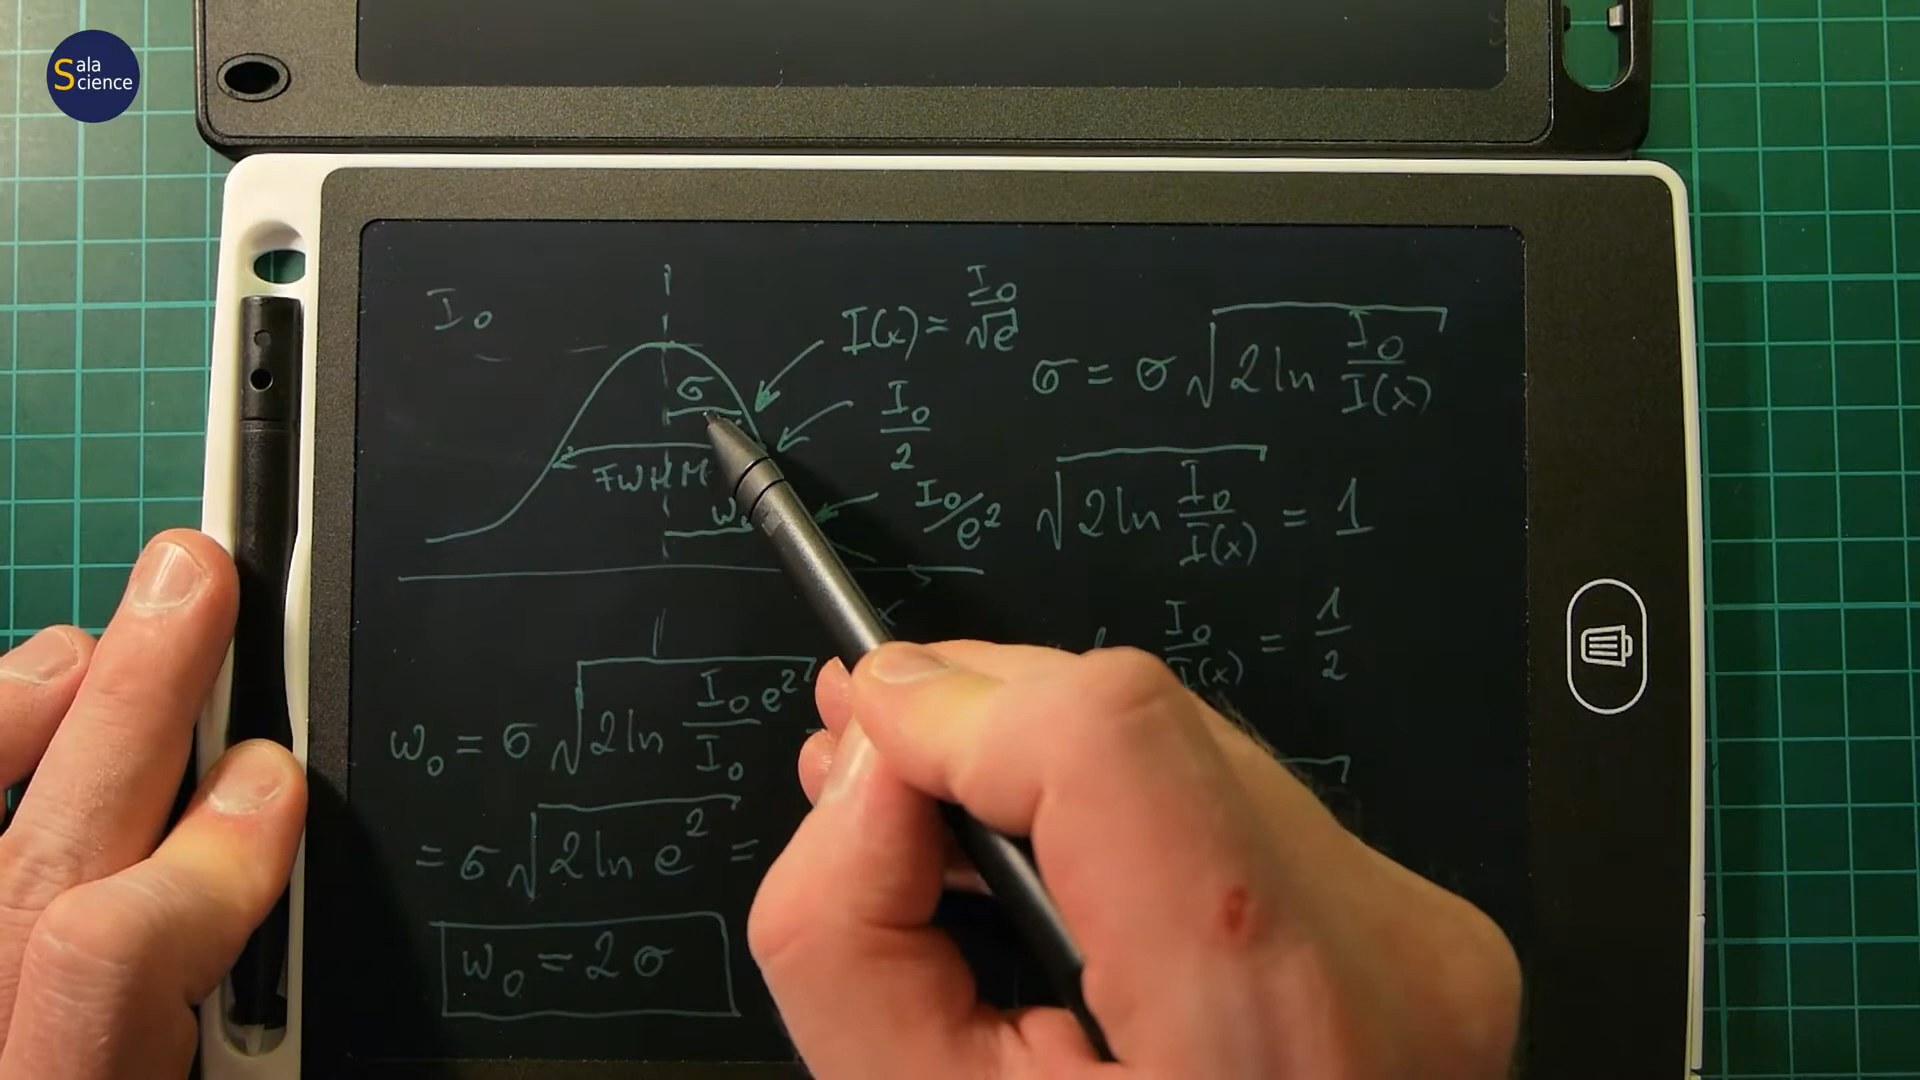 Sala
Science
I₀
I(x) = I₀/√e
σ = σ √(2 ln I₀/I(x))
σ
I₀/2
FWHM
√(2 ln I₀/I(x)) = 1
I₀/e²
x
I₀/I(x) = 1/2
w₀ = σ √(2 ln I₀e²/I₀)
= σ √(2 ln e²) =
w₀ = 2σ